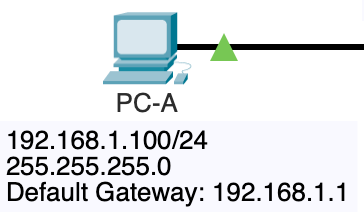 PC-A
192.168.1.100/24
255.255.255.0
Default Gateway: 192.168.1.1